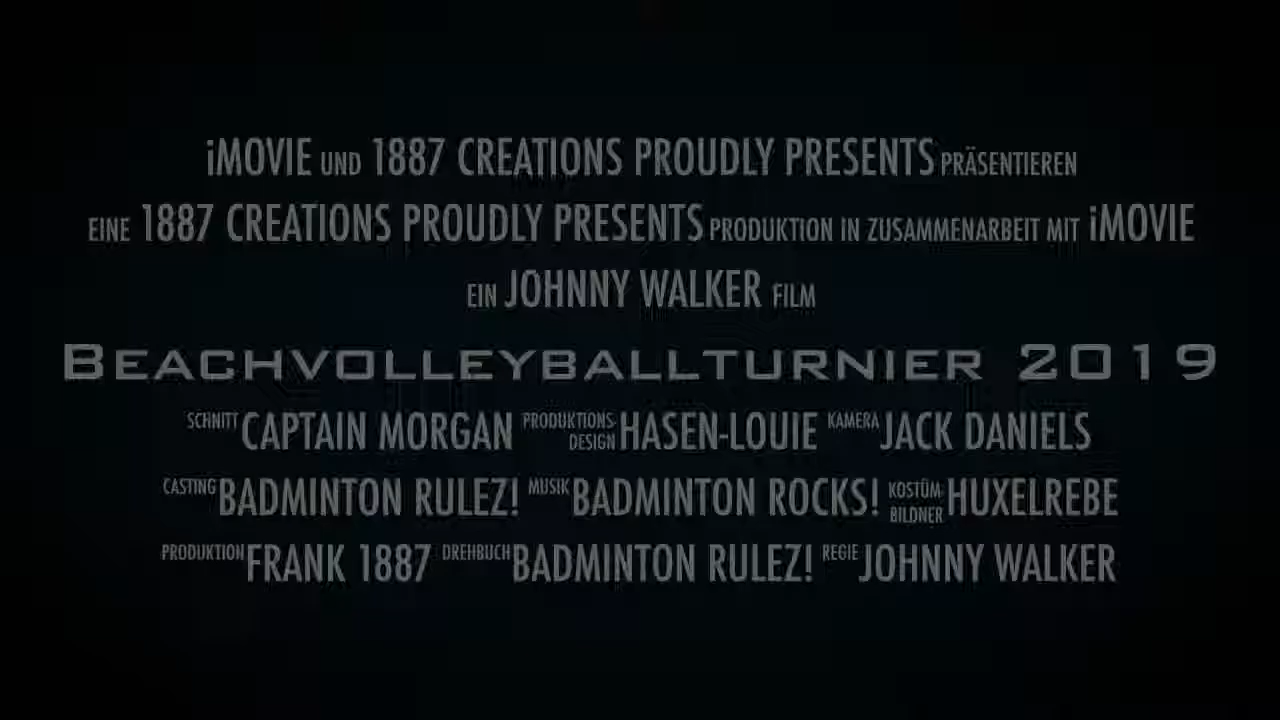 iMOVIE UND 1887 CREATIONS PROUDLY PRESENTS PRÄSENTIEREN
EINE 1887 CREATIONS PROUDLY PRESENTS PRODUKTION IN ZUSAMMENARBEIT MIT iMOVIE
EIN JOHNNY WALKER FILM
BEACHVOLLEYBALLTURNIER 2019
SCHNITT CAPTAIN MORGAN PRODUKTIONS-DESIGN HASEN-LOUIE KAMERA JACK DANIELS
CASTING BADMINTON RULEZ! MUSIK BADMINTON ROCKS! KOSTÜM-BILDNER HUXELREBE
PRODUKTION FRANK 1887 DREHBUCH BADMINTON RULEZ! REGIE JOHNNY WALKER